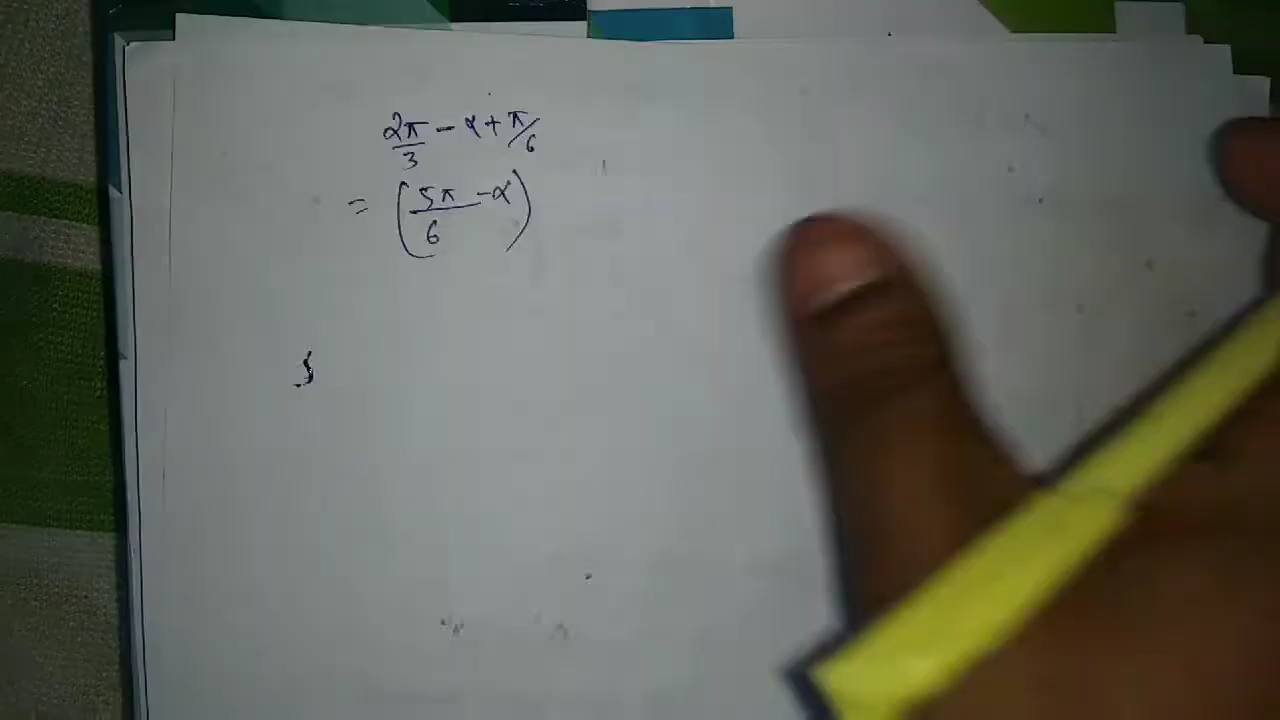 2π/3 - α + π/6
= (5π/6 - α)